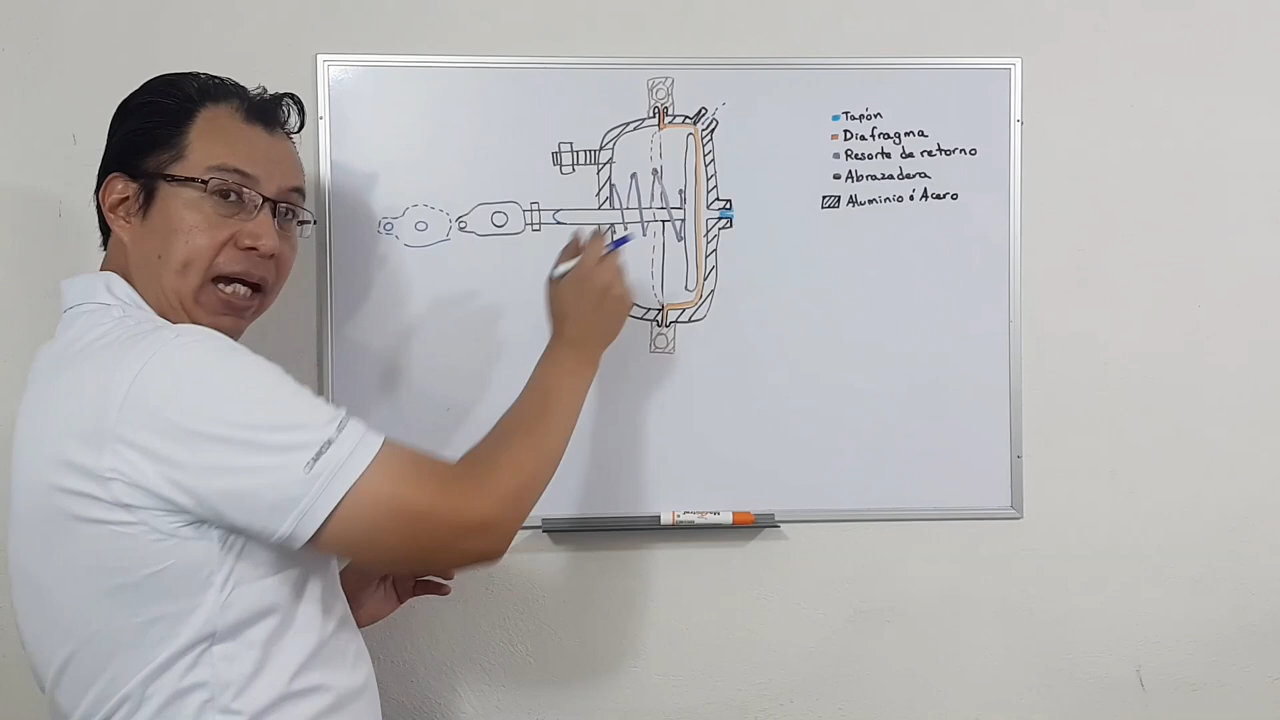 Tapón
Diafragma
Resorte de retorno
Abrazadera
Aluminio ó Acero